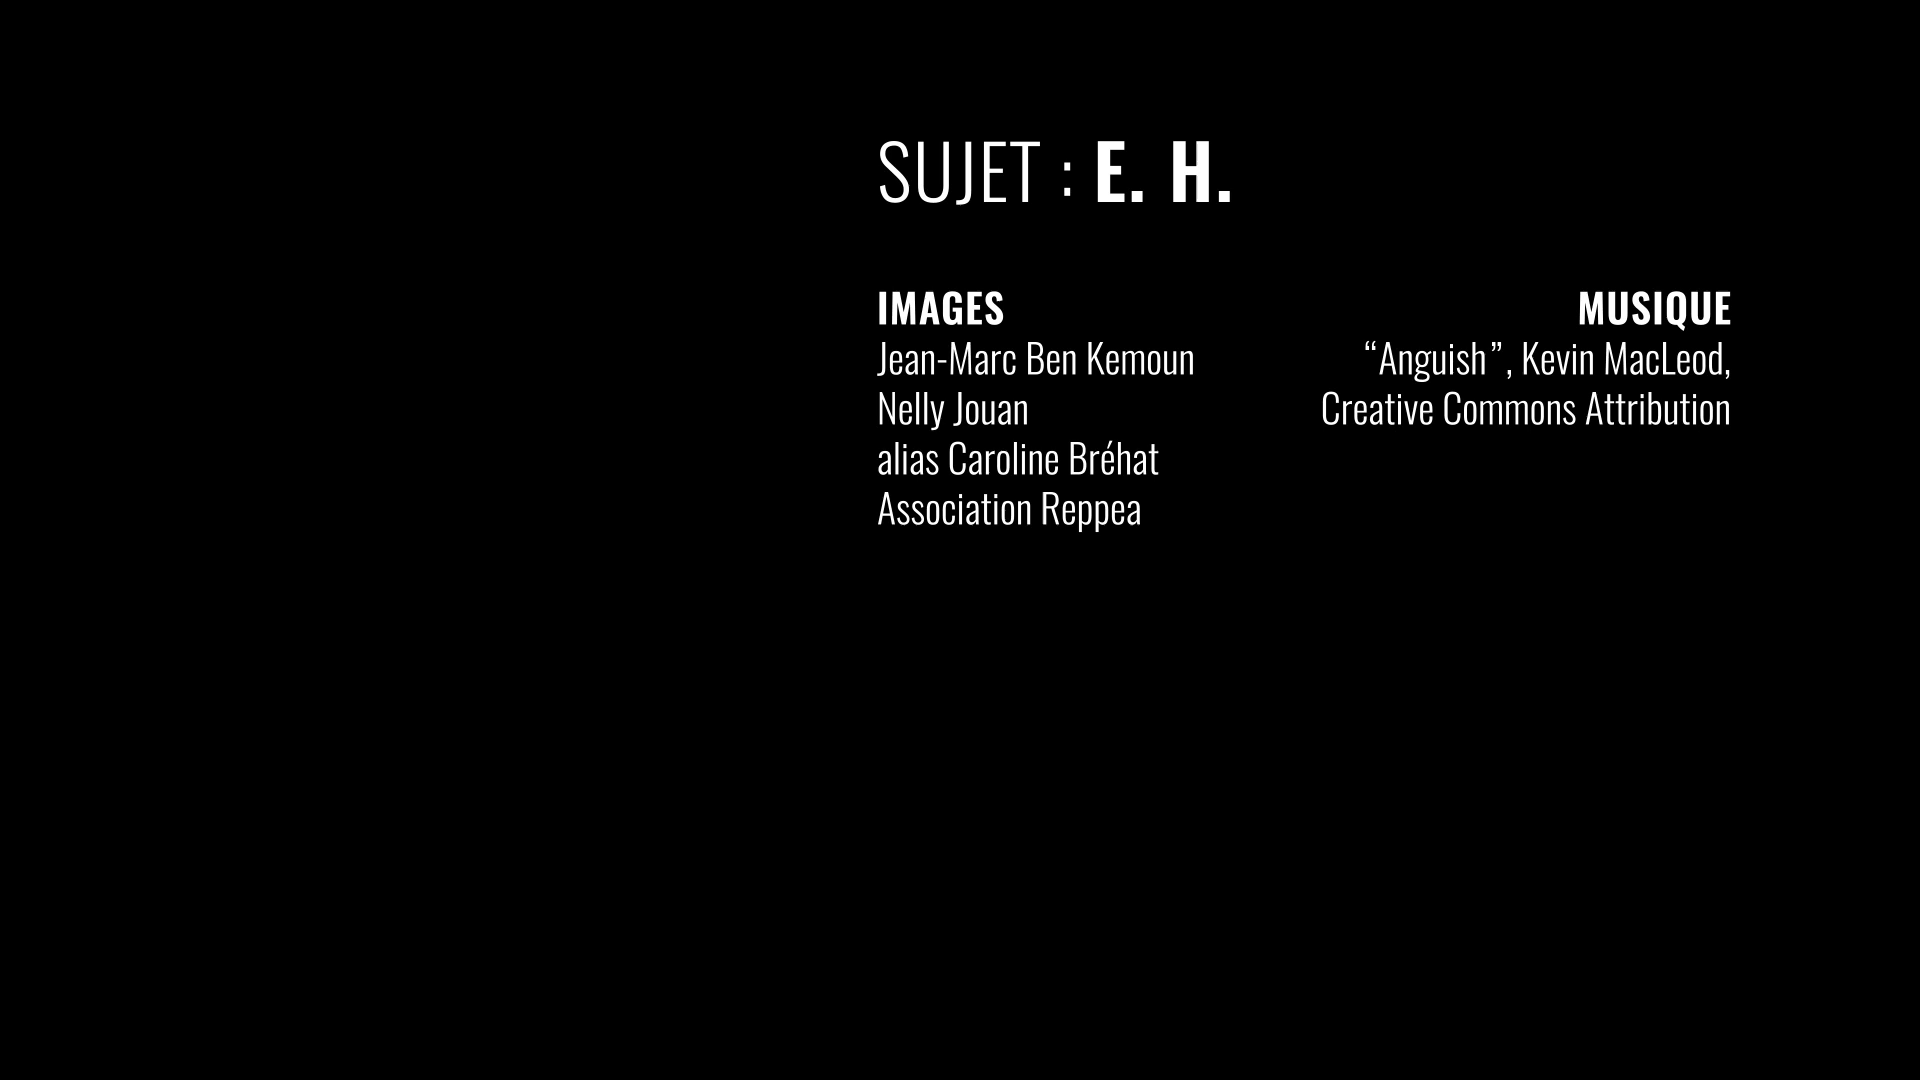 SUJET : E. H.
IMAGES
Jean-Marc Ben Kemoun
Nelly Jouan
alias Caroline Bréhat
Association Reppea
MUSIQUE
“Anguish”, Kevin MacLeod,
Creative Commons Attribution